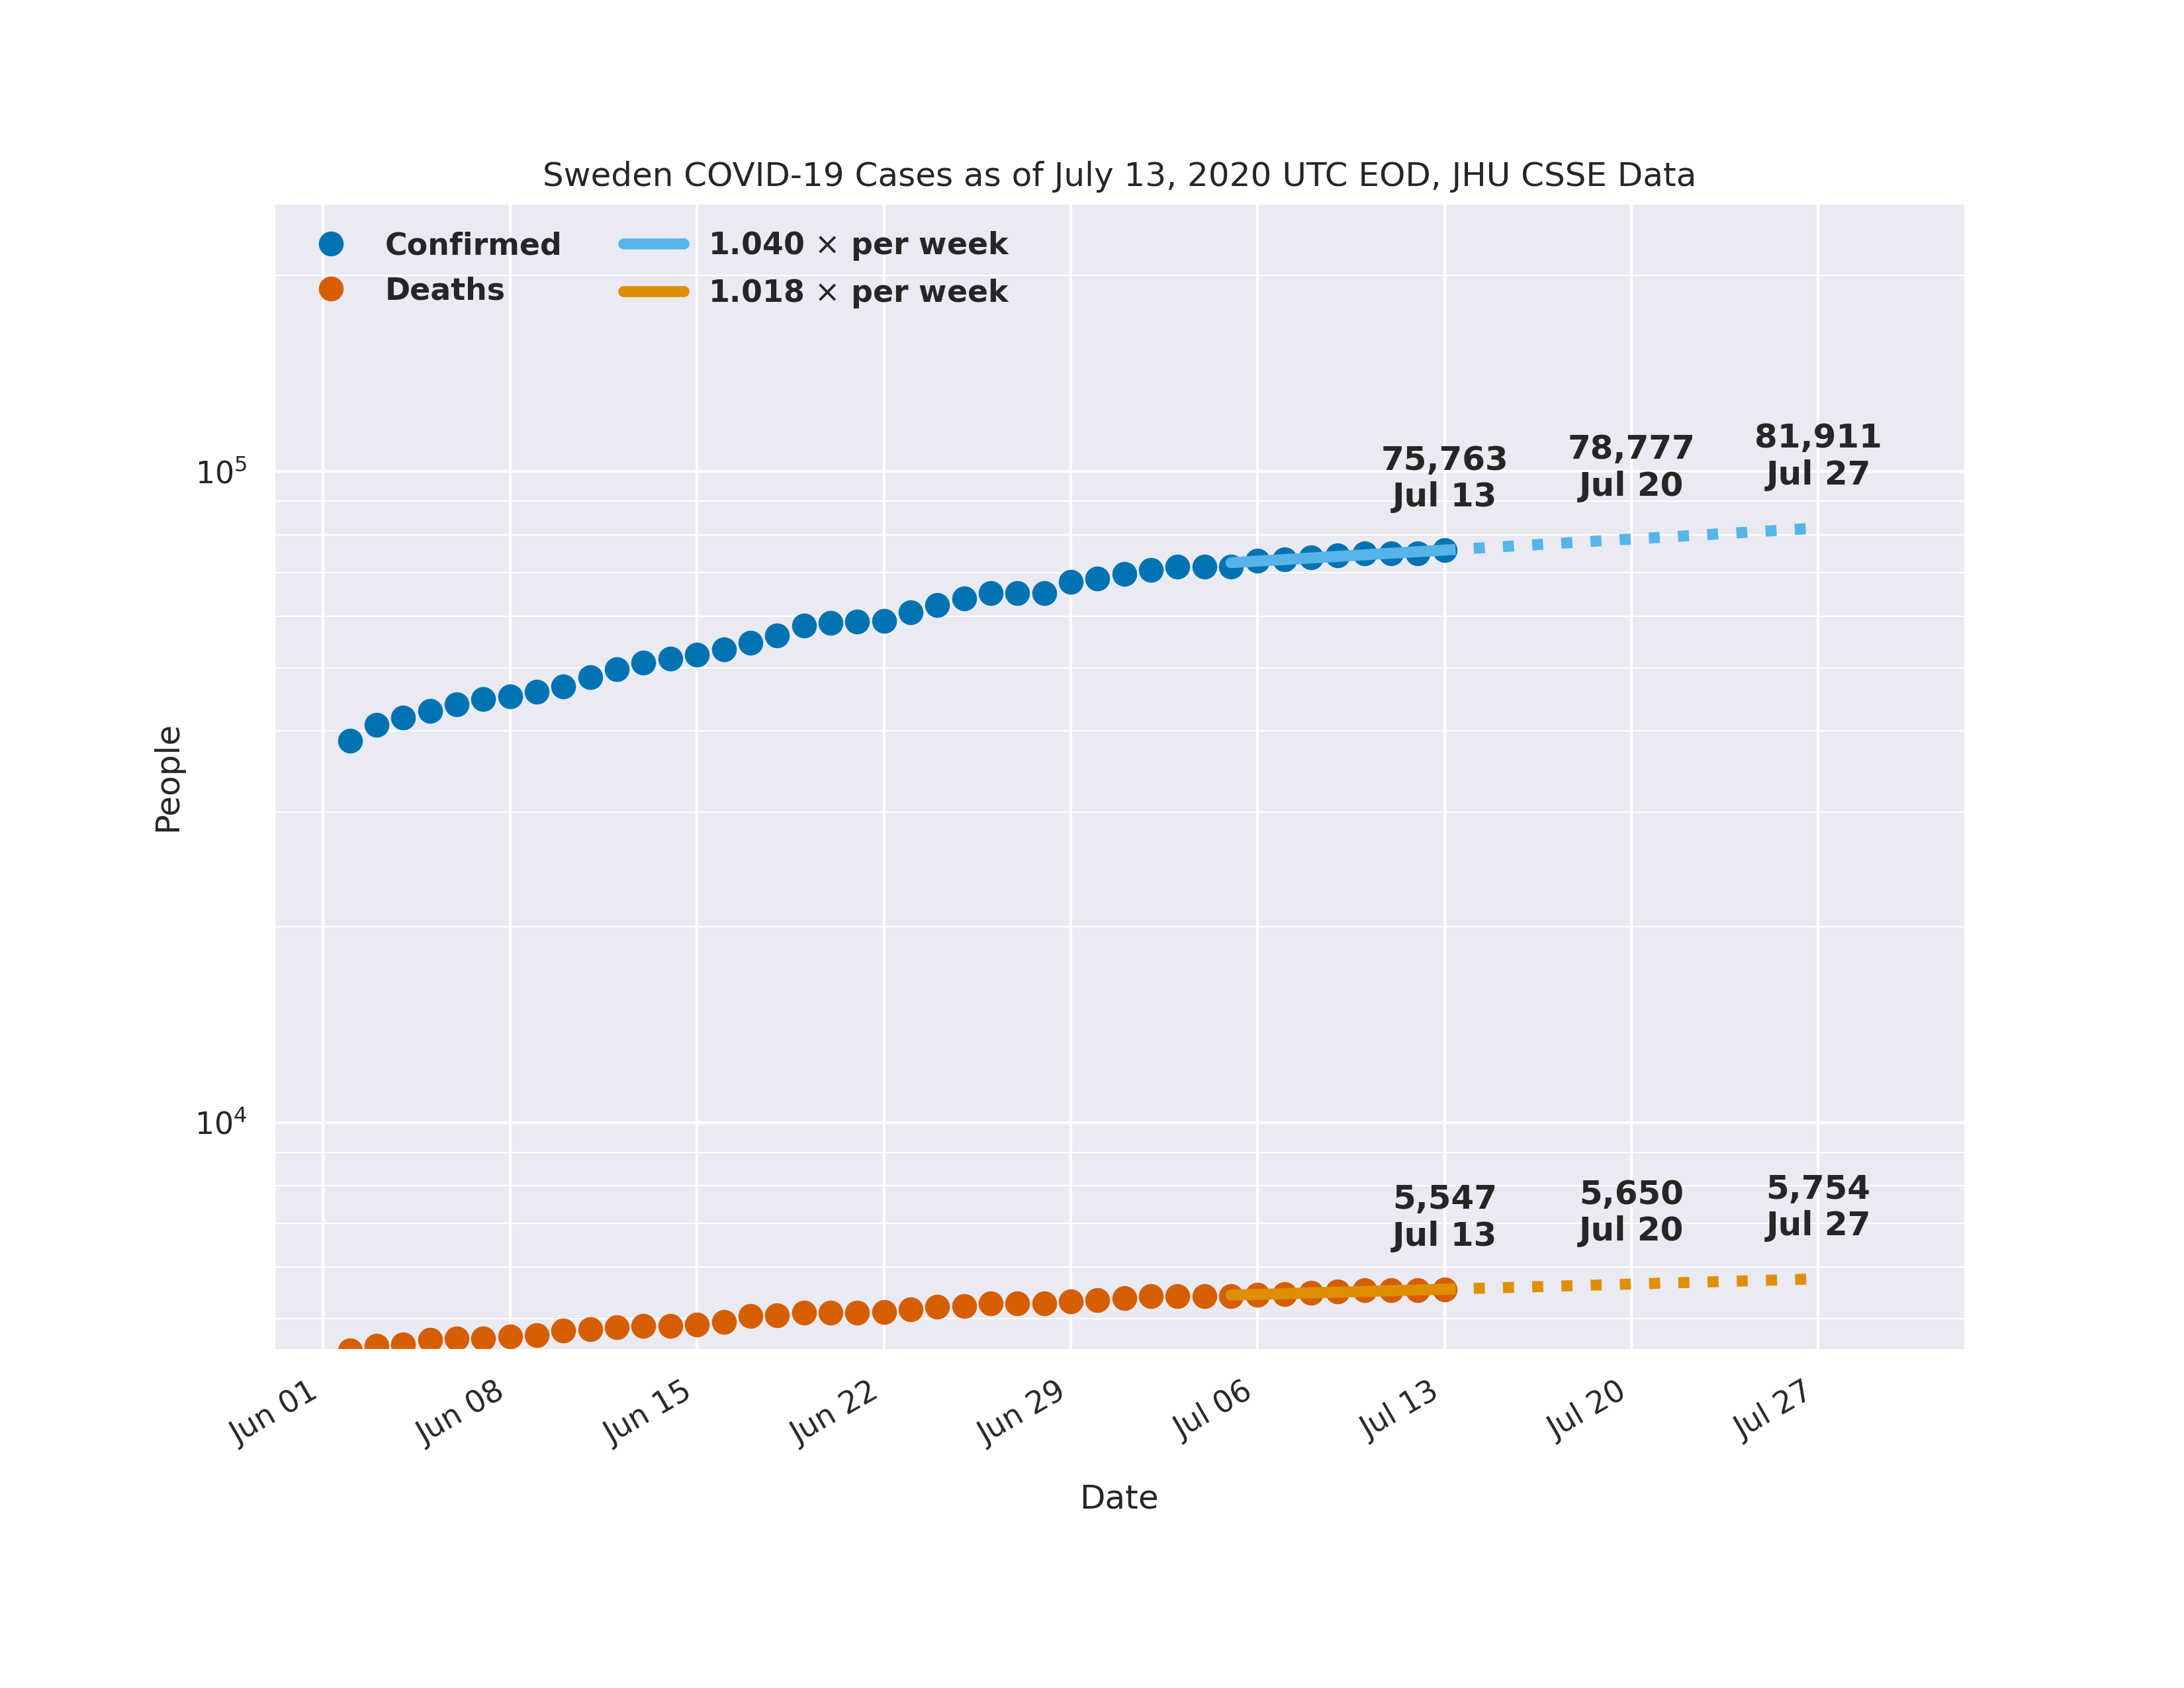 Sweden COVID-19 Cases as of July 13, 2020 UTC EOD, JHU CSSE Data
Confirmed
Deaths
1.040 × per week
1.018 × per week
75,763
Jul 13
78,777
Jul 20
81,911
Jul 27
10⁵
People
10⁴
5,547
Jul 13
5,650
Jul 20
5,754
Jul 27
Jun 01
Jun 08
Jun 15
Jun 22
Jun 29
Jul 06
Jul 13
Jul 20
Jul 27
Date